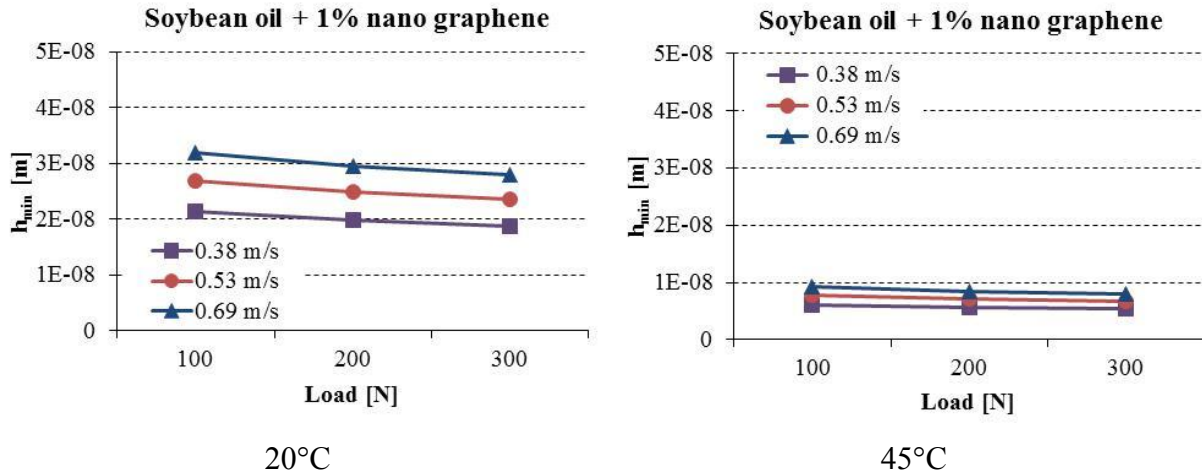 Soybean oil + 1% nano graphene
5E-08
4E-08
3E-08
2E-08
1E-08
0
h_min [m]
0.38 m/s
0.53 m/s
0.69 m/s
100 200 300
Load [N]
20°C
Soybean oil + 1% nano graphene
5E-08
4E-08
3E-08
2E-08
1E-08
0
h_min [m]
0.38 m/s
0.53 m/s
0.69 m/s
100 200 300
Load [N]
45°C